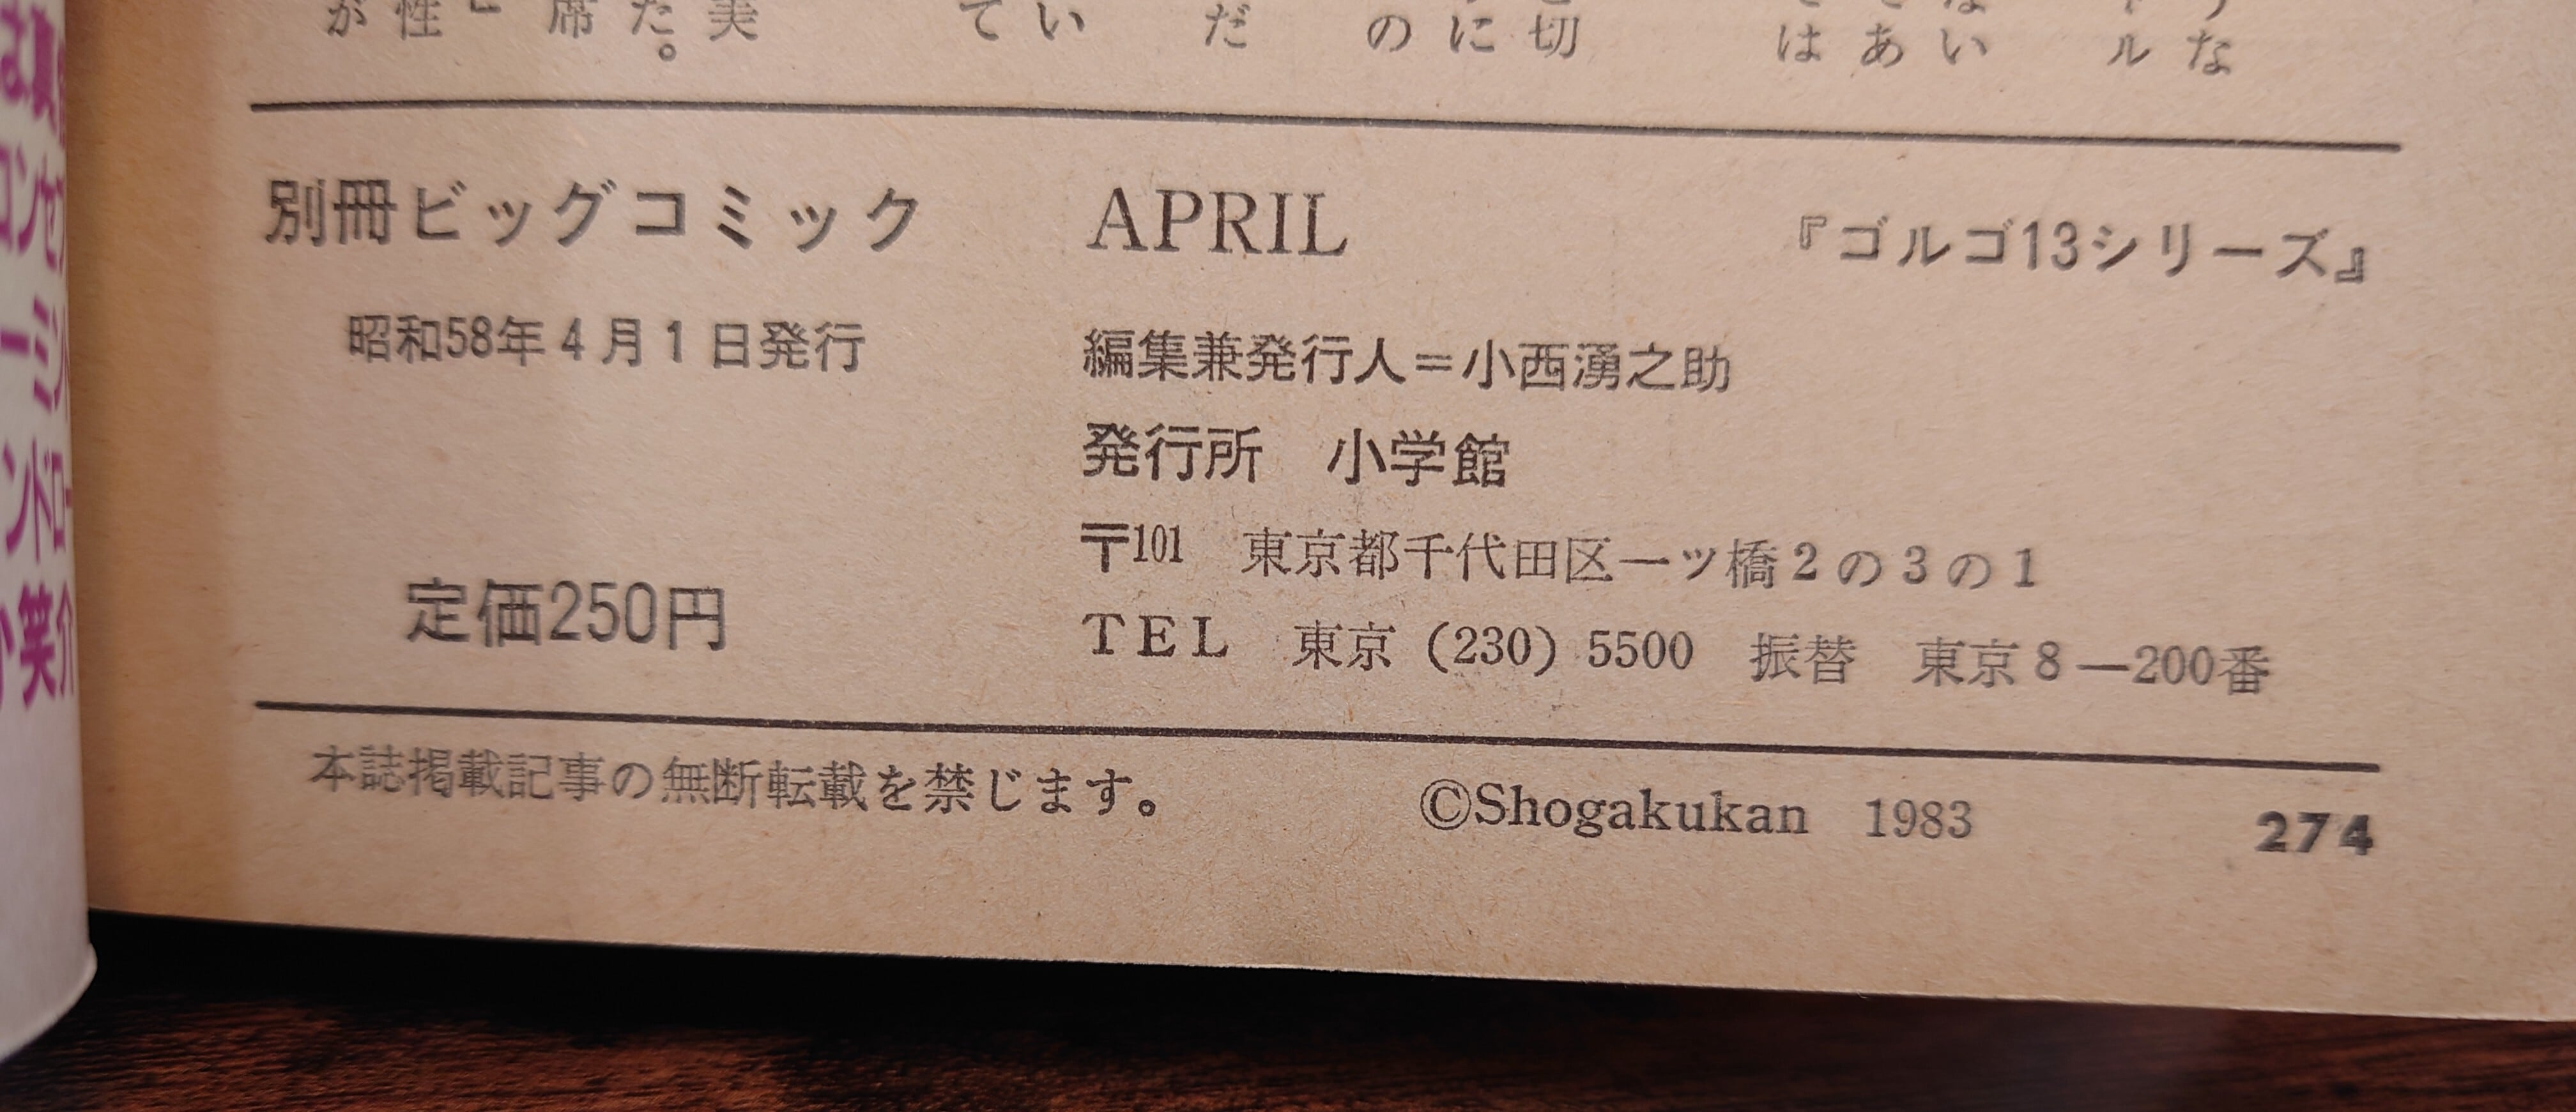 別冊ビッグコミック APRIL 『ゴルゴ13シリーズ』
昭和58年4月1日発行
編集兼発行人＝小西湧之助
発行所 小学館
〒101 東京都千代田区一ツ橋2の3の1
定価250円
TEL 東京（230）5500 振替 東京8―200番
本誌掲載記事の無断転載を禁じます。
©Shogakukan 1983
274